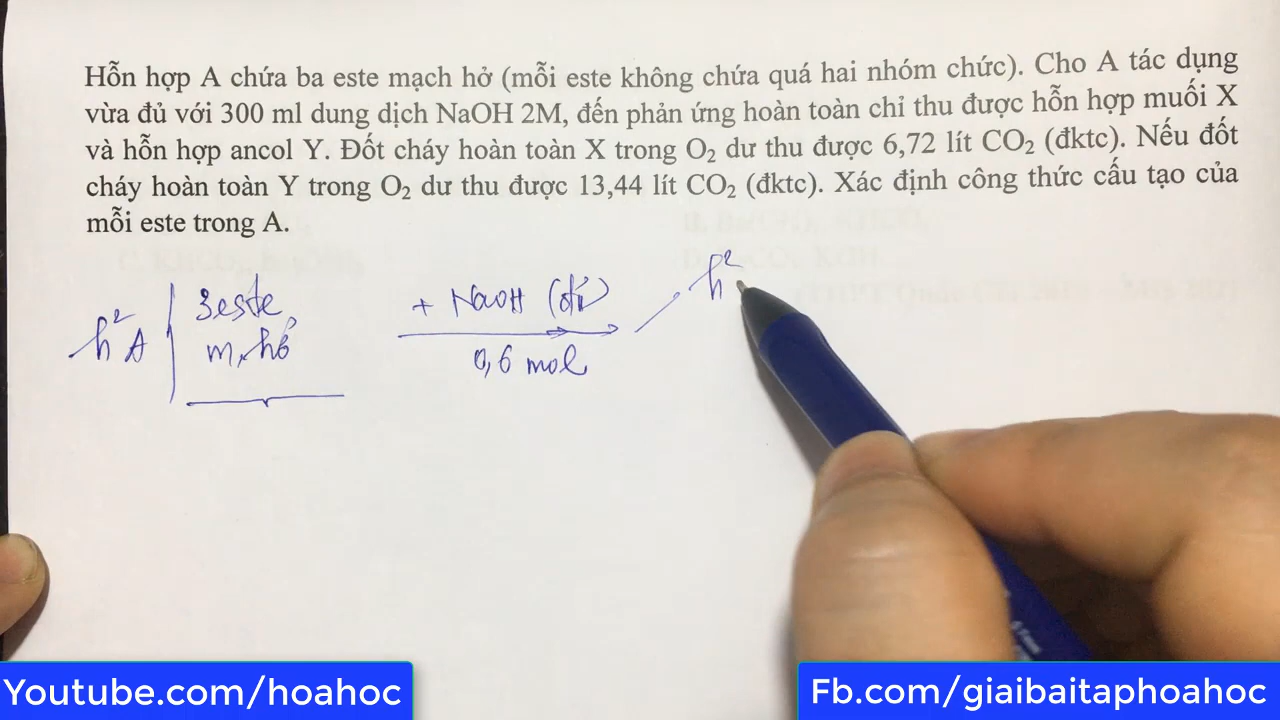 Hỗn hợp A chứa ba este mạch hở (mỗi este không chứa quá hai nhóm chức). Cho A tác dụng
vừa đủ với 300 ml dung dịch NaOH 2M, đến phản ứng hoàn toàn chỉ thu được hỗn hợp muối X
và hỗn hợp ancol Y. Đốt cháy hoàn toàn X trong O₂ dư thu được 6,72 lít CO₂ (đktc). Nếu đốt
cháy hoàn toàn Y trong O₂ dư thu được 13,44 lít CO₂ (đktc). Xác định công thức cấu tạo của
mỗi este trong A.
h² A
3 este
m, hở
+ NaOH (đủ)
0,6 mol
h²
Youtube.com/hoahoc
Fb.com/giaibaitaphoahoc